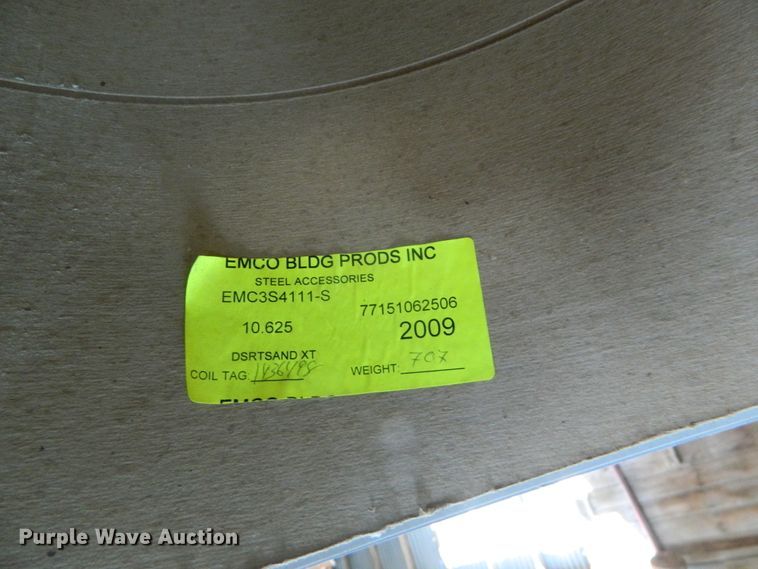 EMCO BLDG PRODS INC
STEEL ACCESSORIES
EMC3S4111-S
77151062506
10.625
2009
DSRTSAND XT
COIL TAG:
WEIGHT: 707
Purple Wave Auction